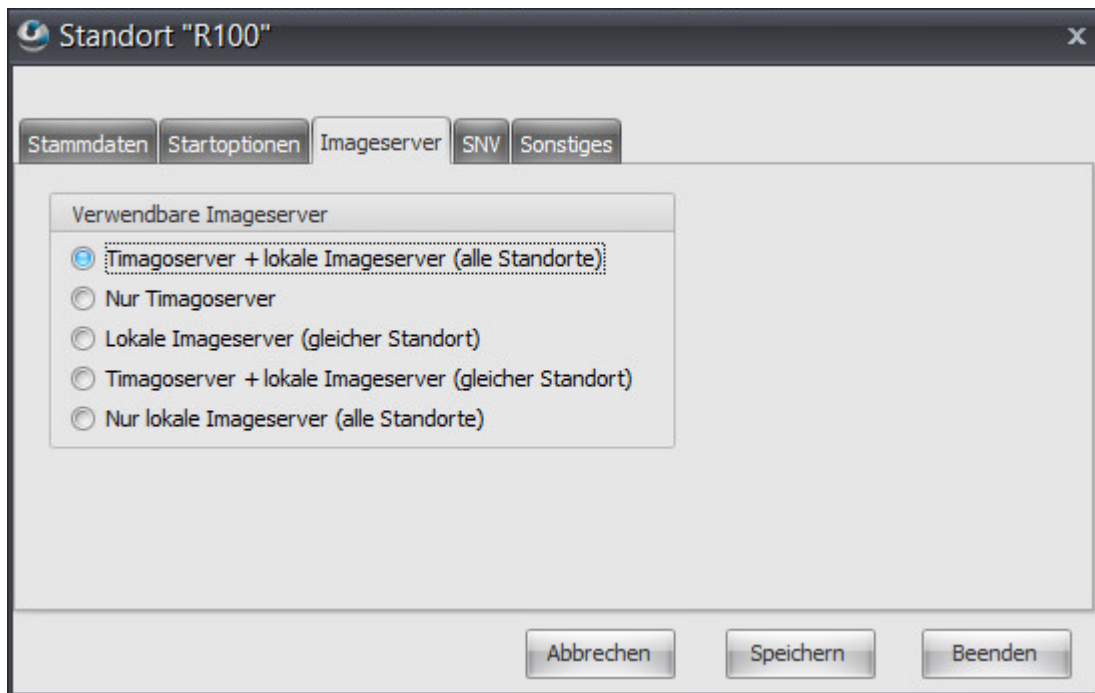 Standort "R100"
x
Stammdaten Startoptionen Imageserver SNV Sonstiges
Verwendbare Imageserver
Timagoserver + lokale Imageserver (alle Standorte)
Nur Timagoserver
Lokale Imageserver (gleicher Standort)
Timagoserver + lokale Imageserver (gleicher Standort)
Nur lokale Imageserver (alle Standorte)
Abbrechen Speichern Beenden